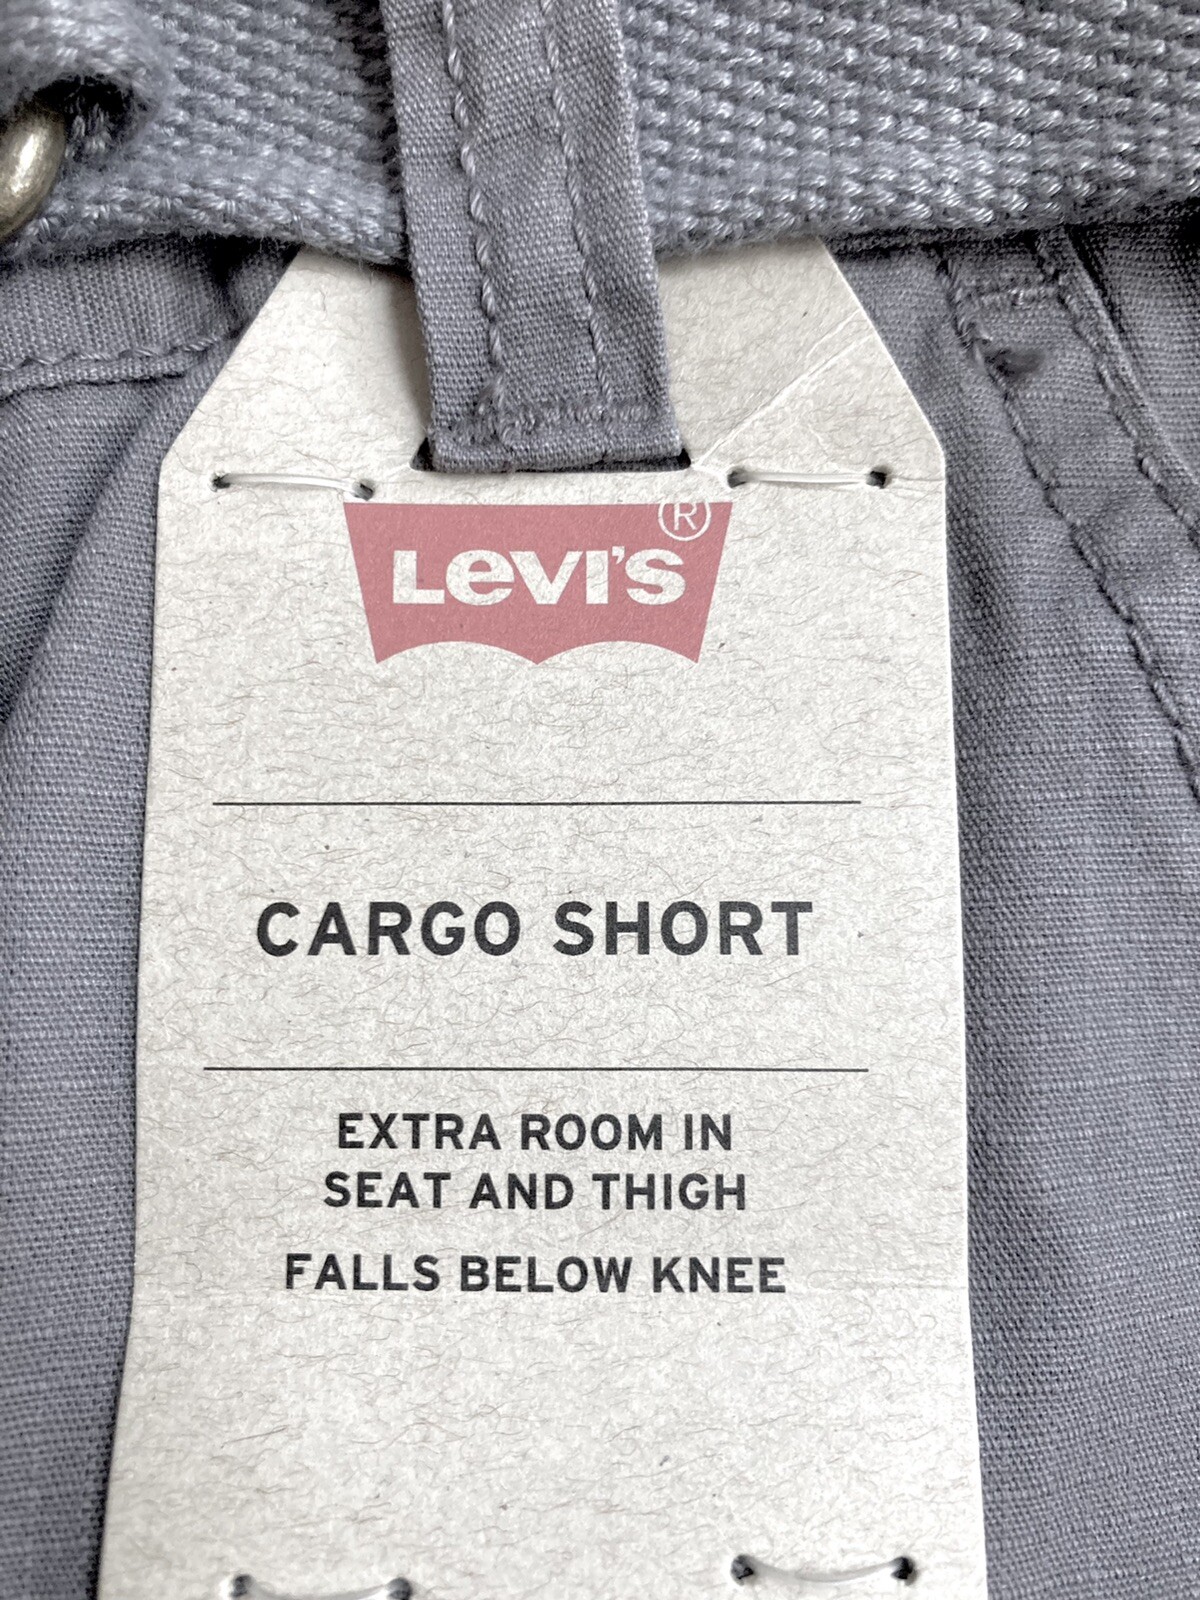 Levi's®
CARGO SHORT
EXTRA ROOM IN
SEAT AND THIGH
FALLS BELOW KNEE